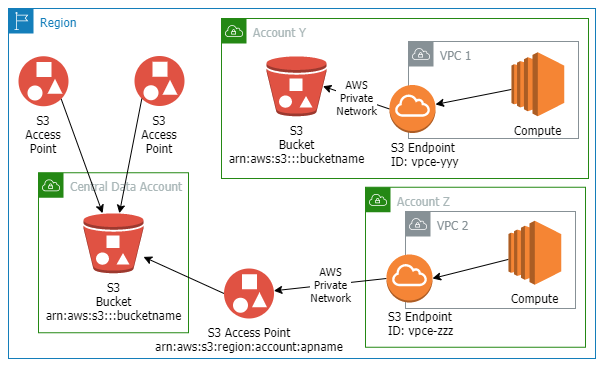 Region
Account Y
VPC 1
Compute
AWS
Private
Network
S3 Endpoint
ID: vpce-yyy
S3
Bucket
arn:aws:s3:::bucketname
S3
Access
Point
S3
Access
Point
Central Data Account
S3
Bucket
arn:aws:s3:::bucketname
Account Z
VPC 2
Compute
AWS
Private
Network
S3 Endpoint
ID: vpce-zzz
S3 Access Point
arn:aws:s3:region:account:apname